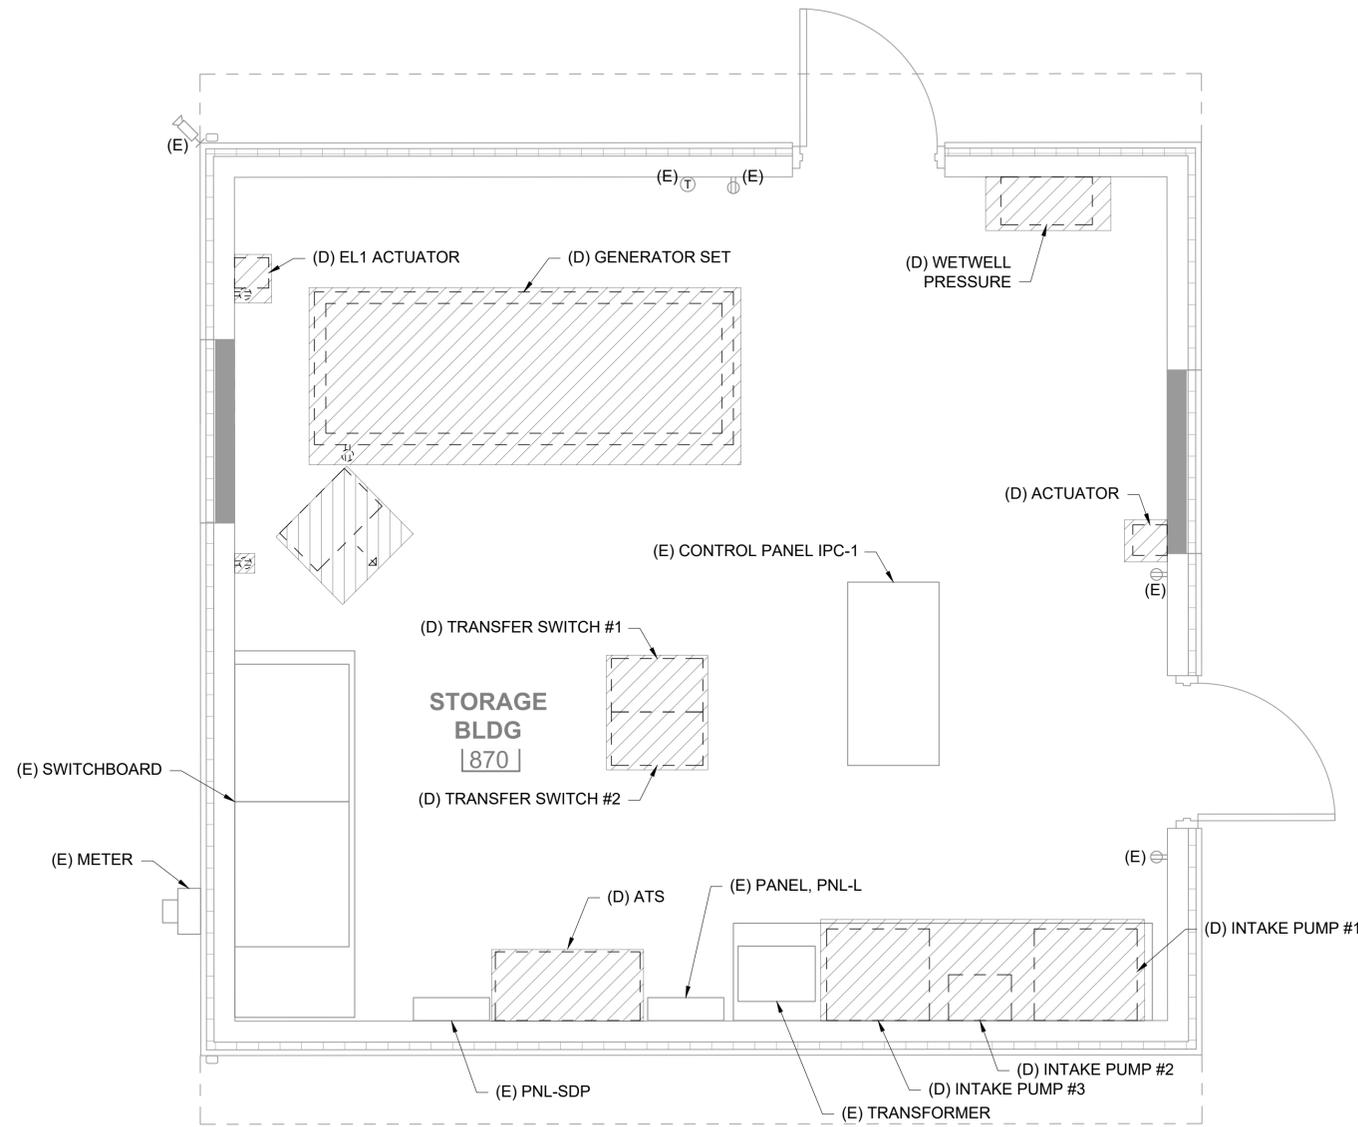 (E)
(E) T (E)
(D) EL1 ACTUATOR
(D) GENERATOR SET
(D) WETWELL
PRESSURE
(D) ACTUATOR
(E) CONTROL PANEL IPC-1
(E)
(D) TRANSFER SWITCH #1
STORAGE
BLDG
870
(E) SWITCHBOARD
(D) TRANSFER SWITCH #2
(E) METER
(E)
(E) PANEL, PNL-L
(D) ATS
(D) INTAKE PUMP #1
(D) INTAKE PUMP #2
(D) INTAKE PUMP #3
(E) PNL-SDP
(E) TRANSFORMER